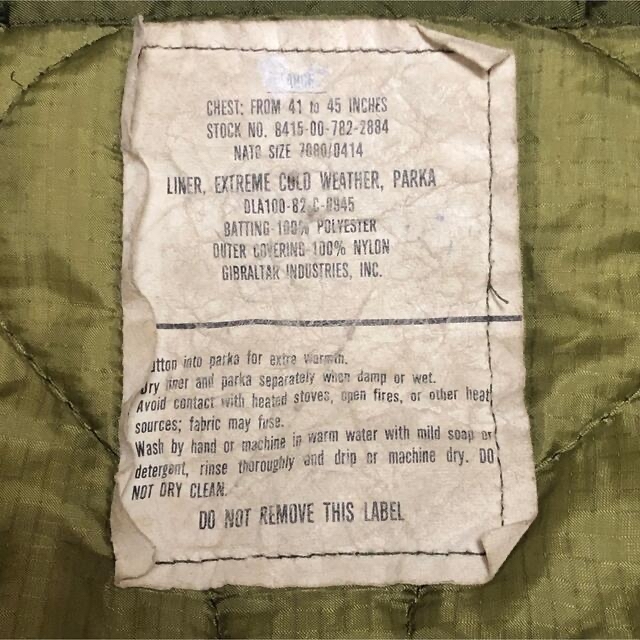 CHEST: FROM 41 to 45 INCHES
STOCK NO. 8415-00-782-2884
NATO SIZE 7080/0414
LINER, EXTREME COLD WEATHER, PARKA
DLA100-82-C-0945
BATTING-100% POLYESTER
OUTER COVERING-100% NYLON
GIBRALTAR INDUSTRIES, INC.
utton into parka for extra warmth.
Dry liner and parka separately when damp or wet.
Avoid contact with heated stoves, open fires, or other heat
sources; fabric may fuse.
Wash by hand or machine in warm water with mild soap or
detergent, rinse thoroughly and drip or machine dry. DO
NOT DRY CLEAN.
DO NOT REMOVE THIS LABEL